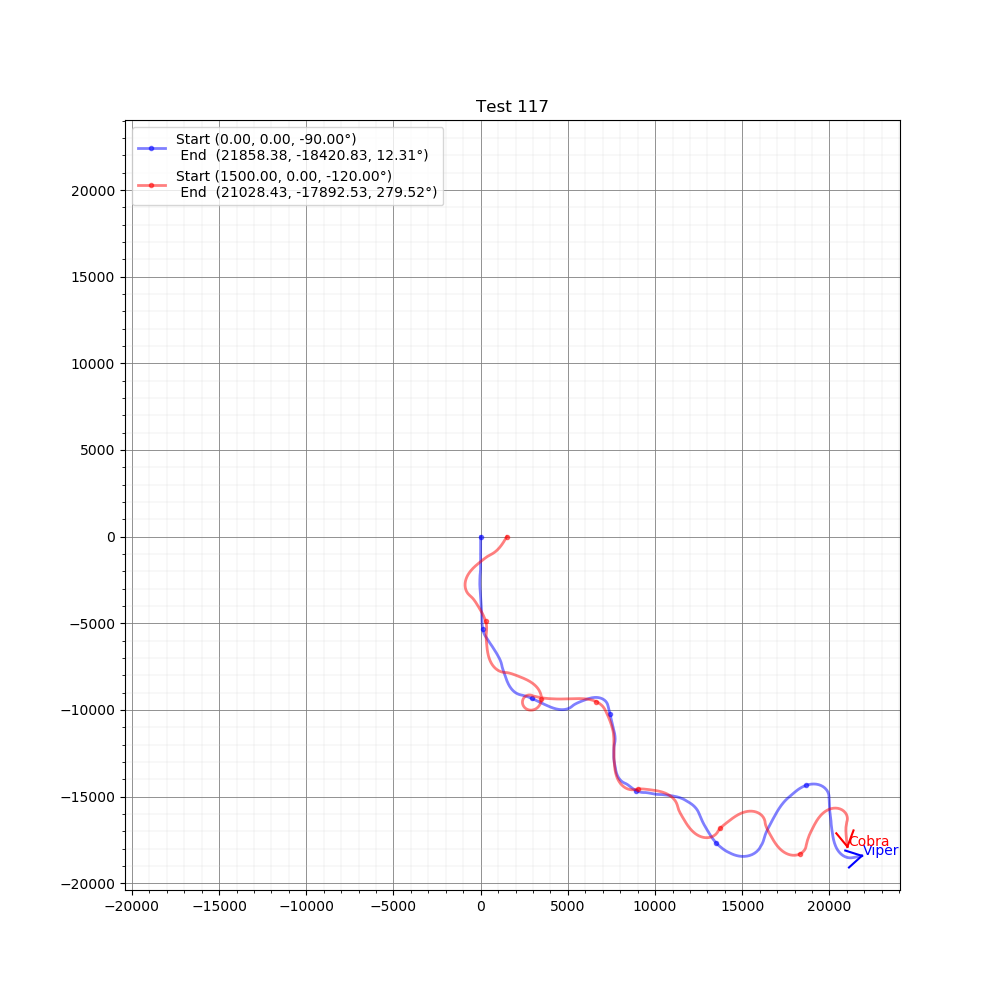 Test 117
Start (0.00, 0.00, -90.00°)
End (21858.38, -18420.83, 12.31°)
Start (1500.00, 0.00, -120.00°)
End (21028.43, -17892.53, 279.52°)
20000
15000
10000
5000
0
−5000
−10000
−15000
−20000
Cobra
Viper
−20000 −15000 −10000 −5000 0 5000 10000 15000 20000